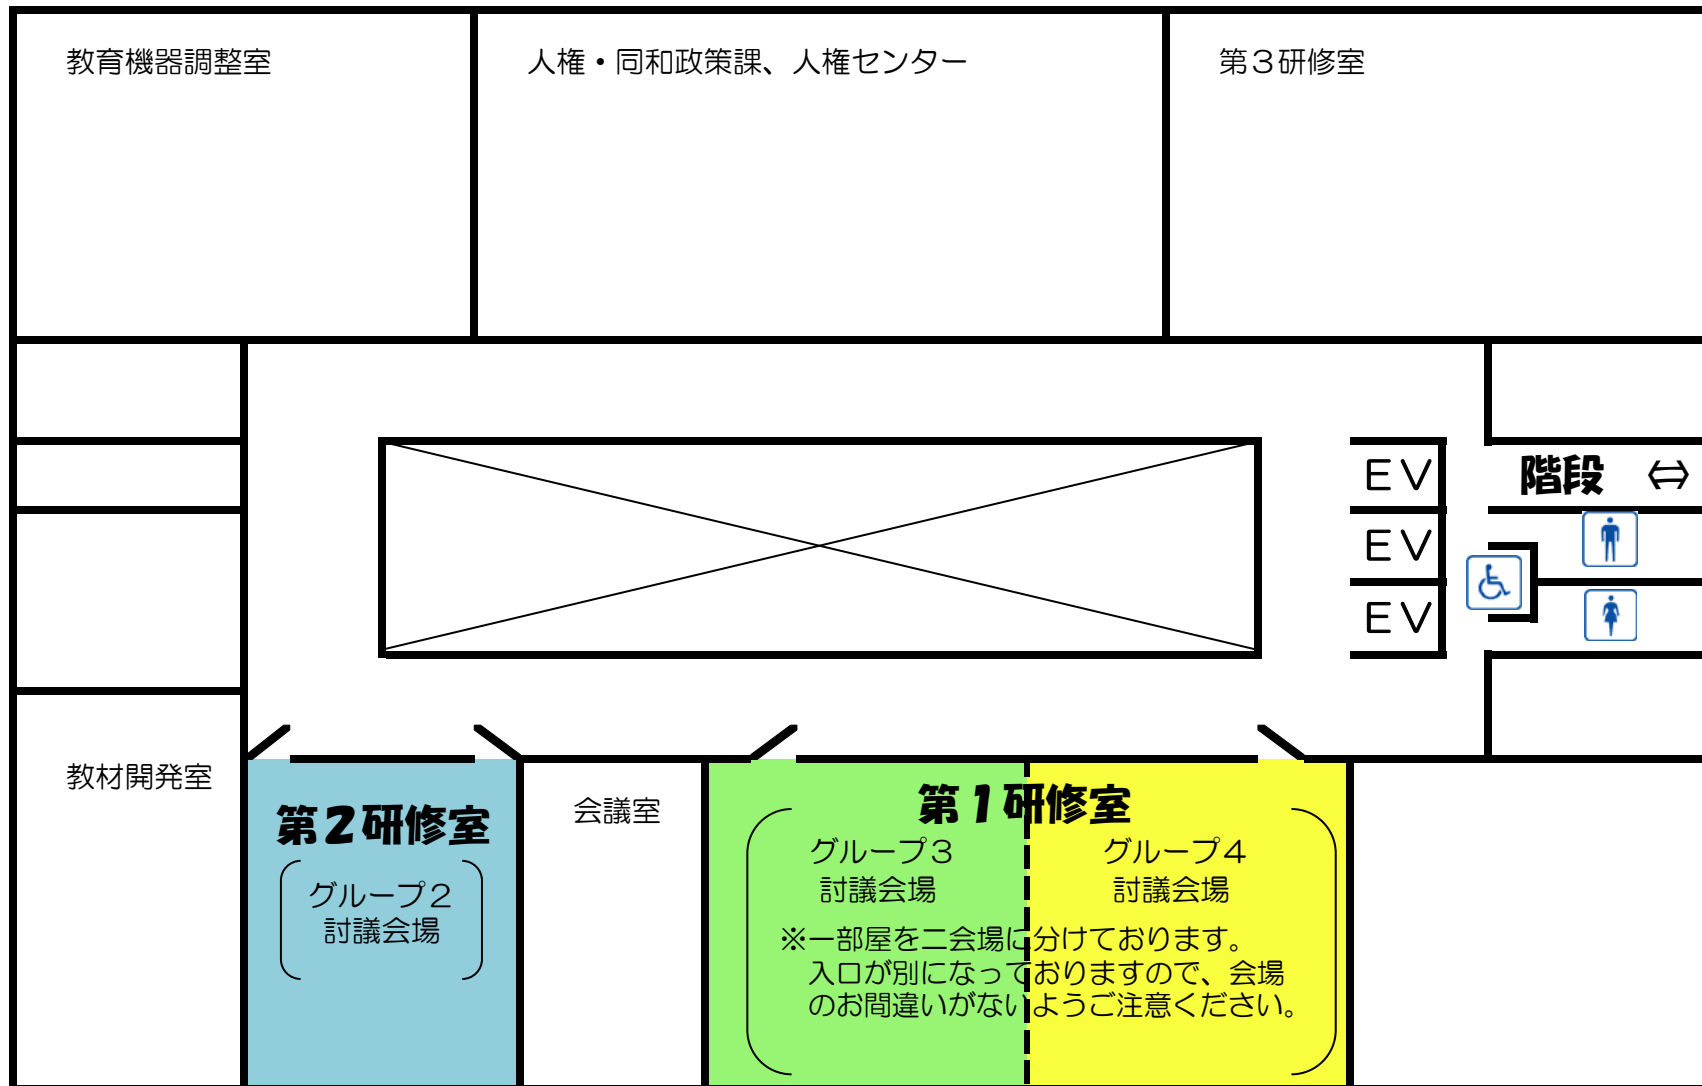 教育機器調整室
人権・同和政策課、人権センター
第３研修室
ＥＶ
階段 ⇔
ＥＶ
ＥＶ
教材開発室
第２研修室
グループ２
討議会場
会議室
第１研修室
グループ３
討議会場
グループ４
討議会場
※一部屋を二会場に分けております。
入口が別になっておりますので、会場
のお間違いがないようご注意ください。